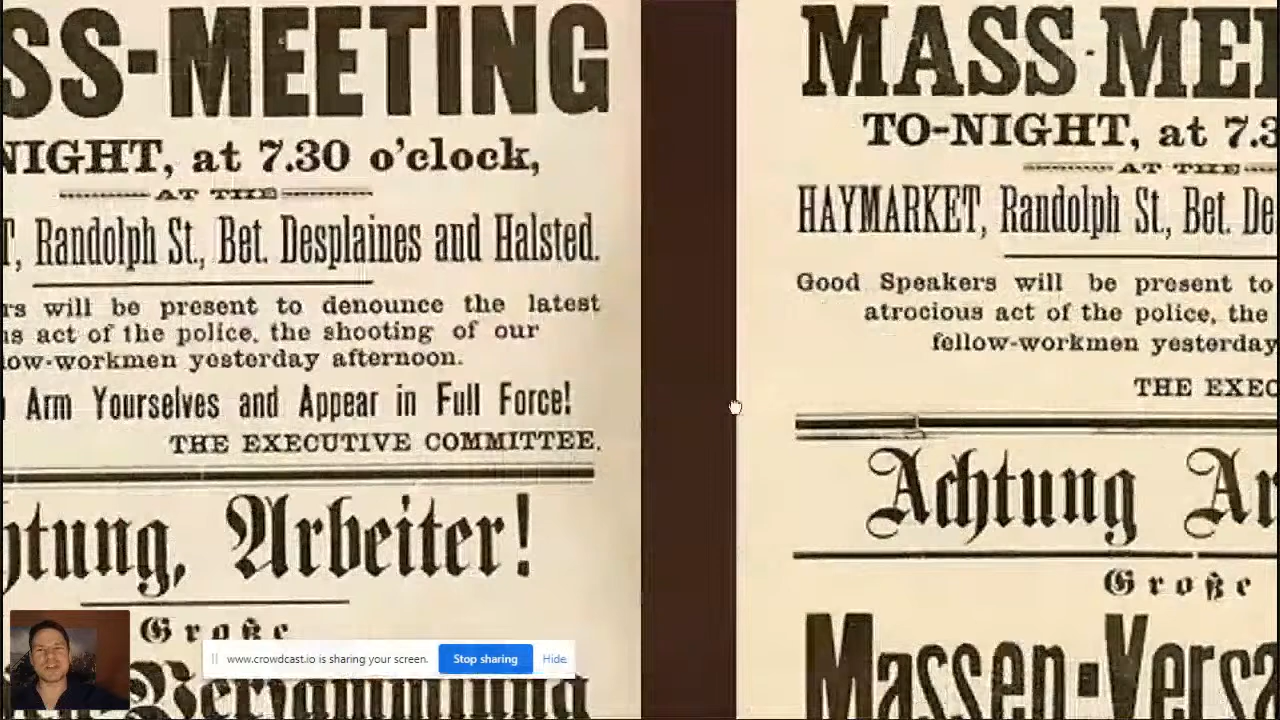 SS-MEETING
NIGHT, at 7.30 o'clock,
AT THE
T, Randolph St., Bet. Desplaines and Halsted.
rs will be present to denounce the latest
us act of the police, the shooting of our
low-workmen yesterday afternoon.
Arm Yourselves and Appear in Full Force!
THE EXECUTIVE COMMITTEE.
htung, Arbeiter!
Große
Versammlung
MASS-MEE
TO-NIGHT, at 7.3
AT THE
HAYMARKET, Randolph St., Bet. De
Good Speakers will be present to
atrocious act of the police, the
fellow-workmen yesterday
THE EXEC
Achtung Ar
Große
Massen-Versa
www.crowdcast.io is sharing your screen.
Stop sharing
Hide